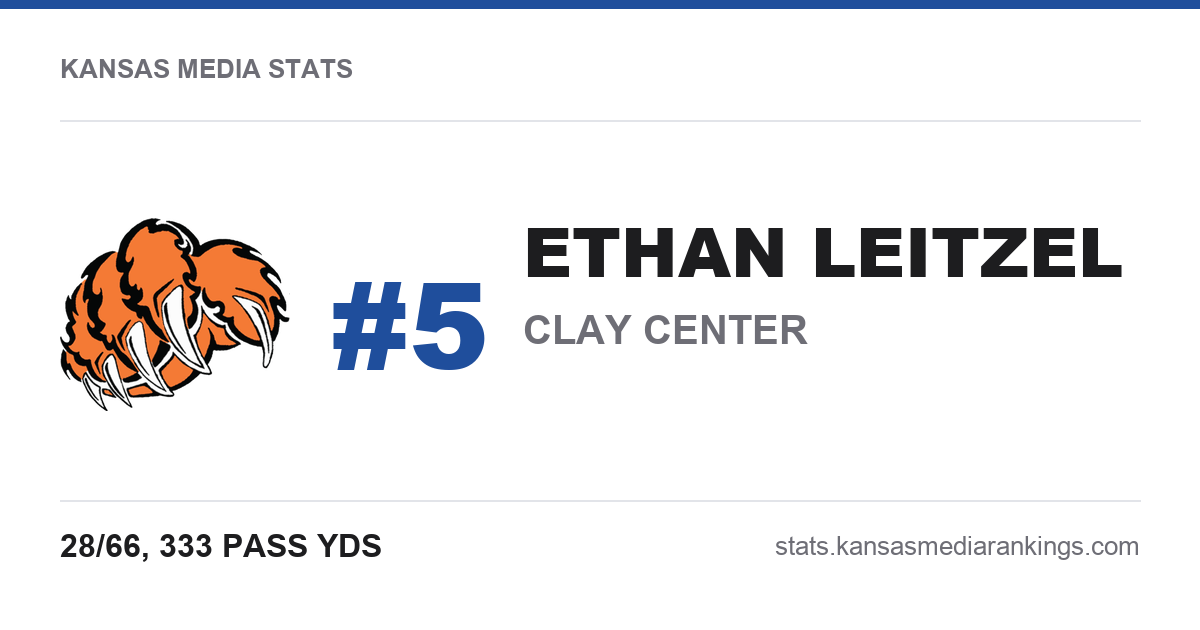 KANSAS MEDIA STATS
#5
ETHAN LEITZEL
CLAY CENTER
28/66, 333 PASS YDS
stats.kansasmediarankings.com